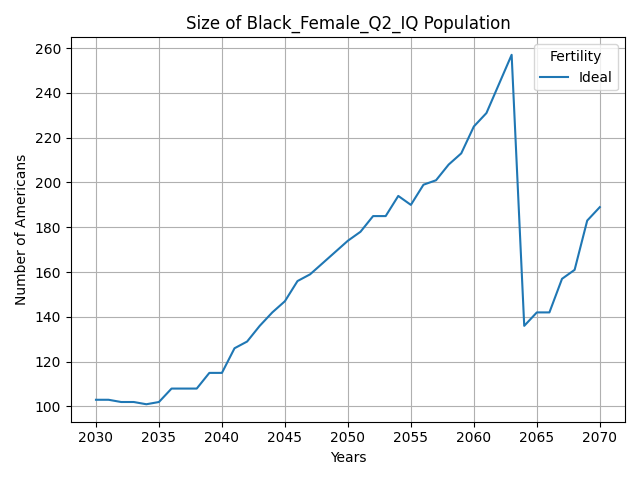 Size of Black_Female_Q2_IQ Population
Fertility
Ideal
Number of Americans
260
240
220
200
180
160
140
120
100
2030 2035 2040 2045 2050 2055 2060 2065 2070
Years